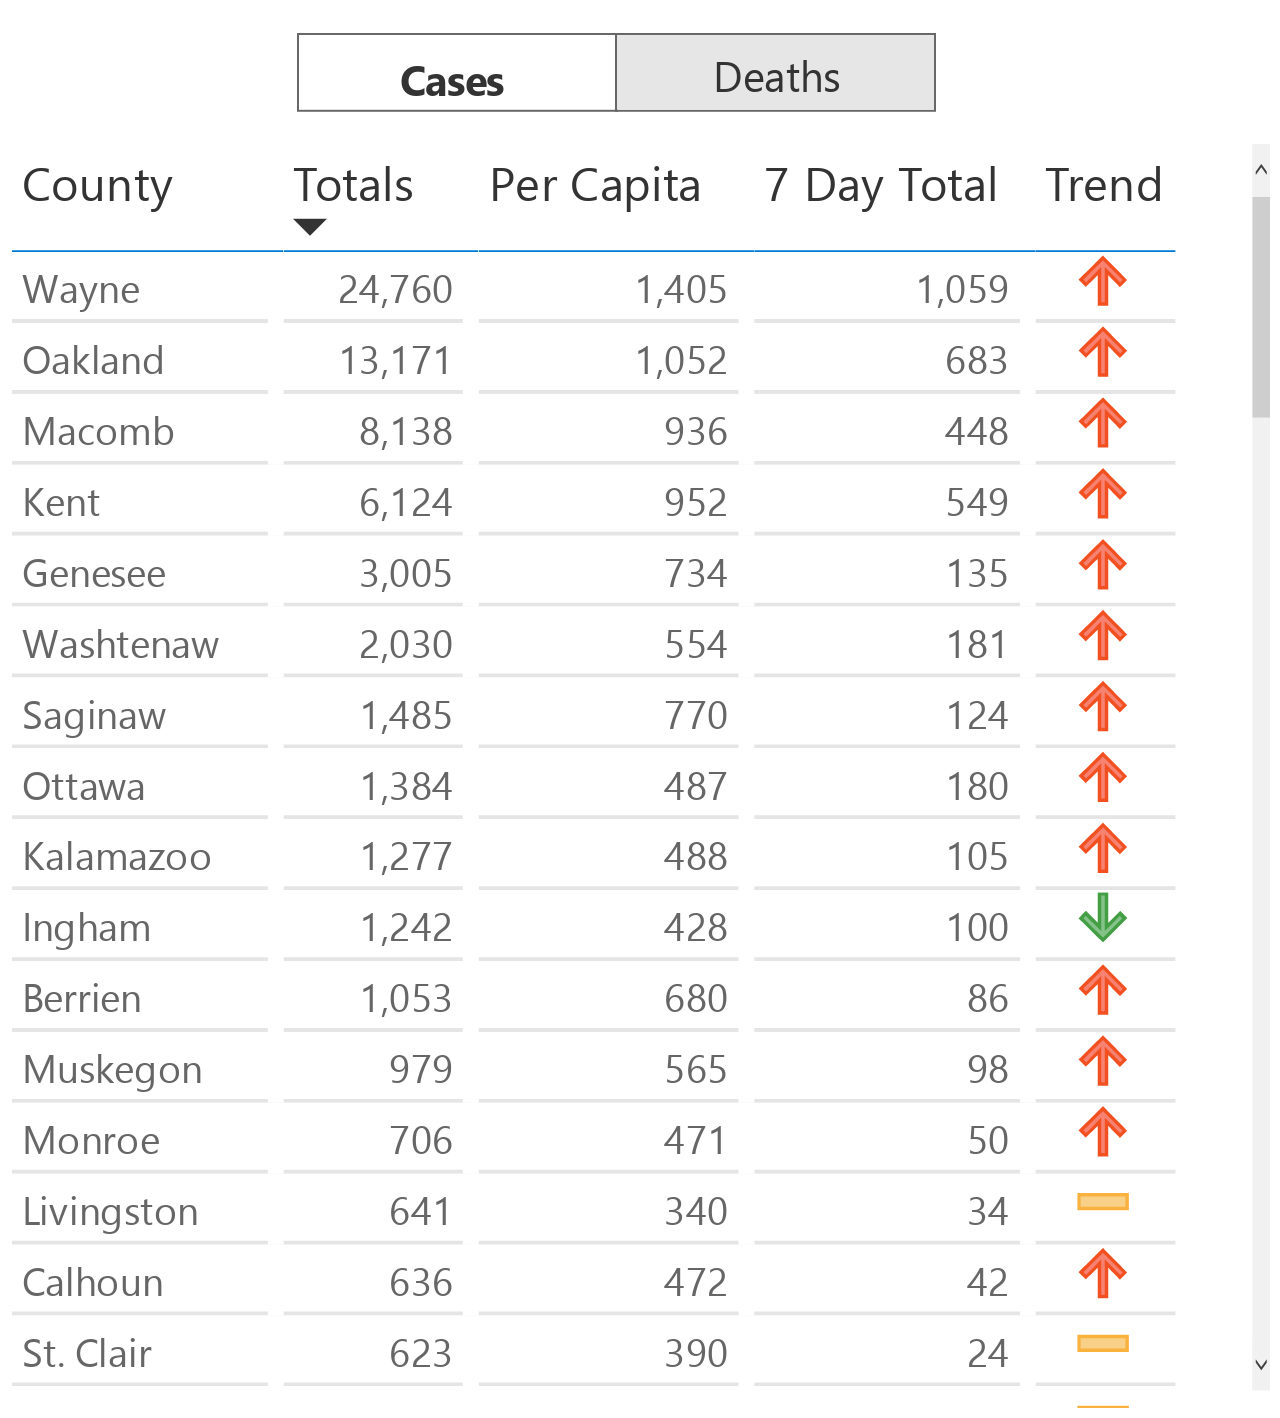 Cases Deaths
County Totals Per Capita 7 Day Total Trend
Wayne 24,760 1,405 1,059
Oakland 13,171 1,052 683
Macomb 8,138 936 448
Kent 6,124 952 549
Genesee 3,005 734 135
Washtenaw 2,030 554 181
Saginaw 1,485 770 124
Ottawa 1,384 487 180
Kalamazoo 1,277 488 105
Ingham 1,242 428 100
Berrien 1,053 680 86
Muskegon 979 565 98
Monroe 706 471 50
Livingston 641 340 34
Calhoun 636 472 42
St. Clair 623 390 24